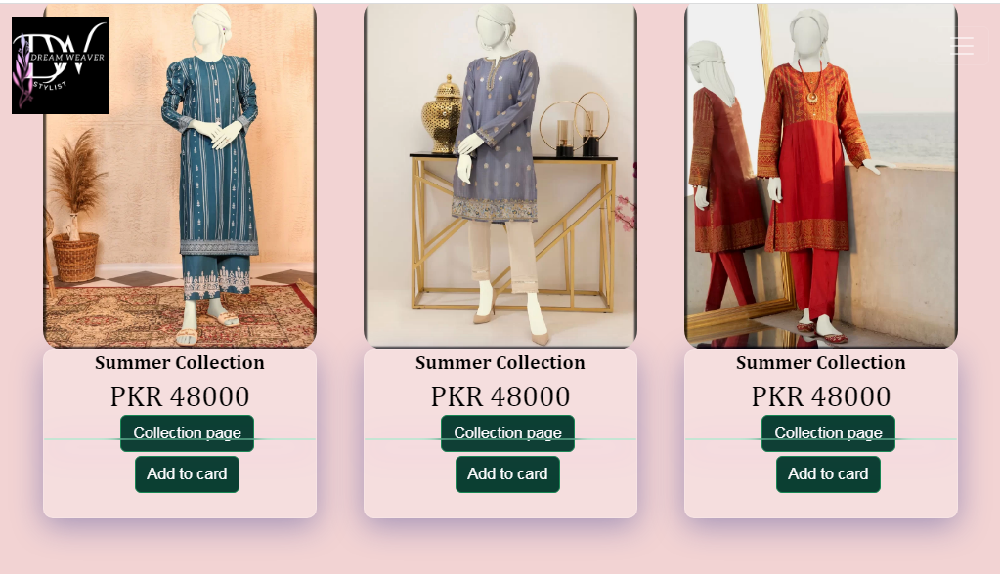 DW
DREAM WEAVER
STYLIST
Summer Collection
PKR 48000
Collection page
Add to card
Summer Collection
PKR 48000
Collection page
Add to card
Summer Collection
PKR 48000
Collection page
Add to card